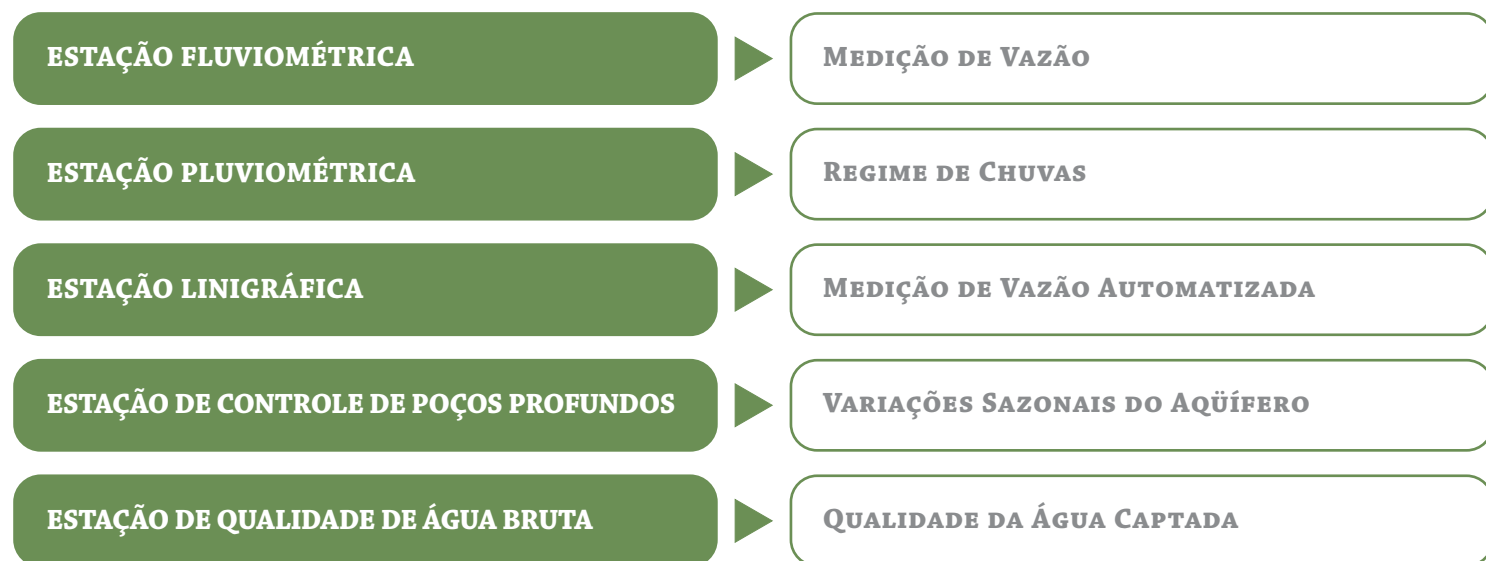 ESTAÇÃO FLUVIOMÉTRICA
Medição de Vazão
ESTAÇÃO PLUVIOMÉTRICA
Regime de Chuvas
ESTAÇÃO LINIGRÁFICA
Medição de Vazão Automatizada
ESTAÇÃO DE CONTROLE DE POÇOS PROFUNDOS
Variações Sazonais do Aqüífero
ESTAÇÃO DE QUALIDADE DE ÁGUA BRUTA
Qualidade da Água Captada